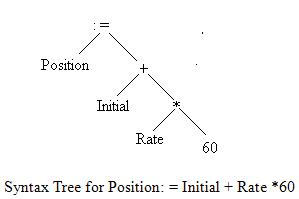 : =
Position
+
Initial
*
Rate
60
Syntax Tree for Position: = Initial + Rate *60